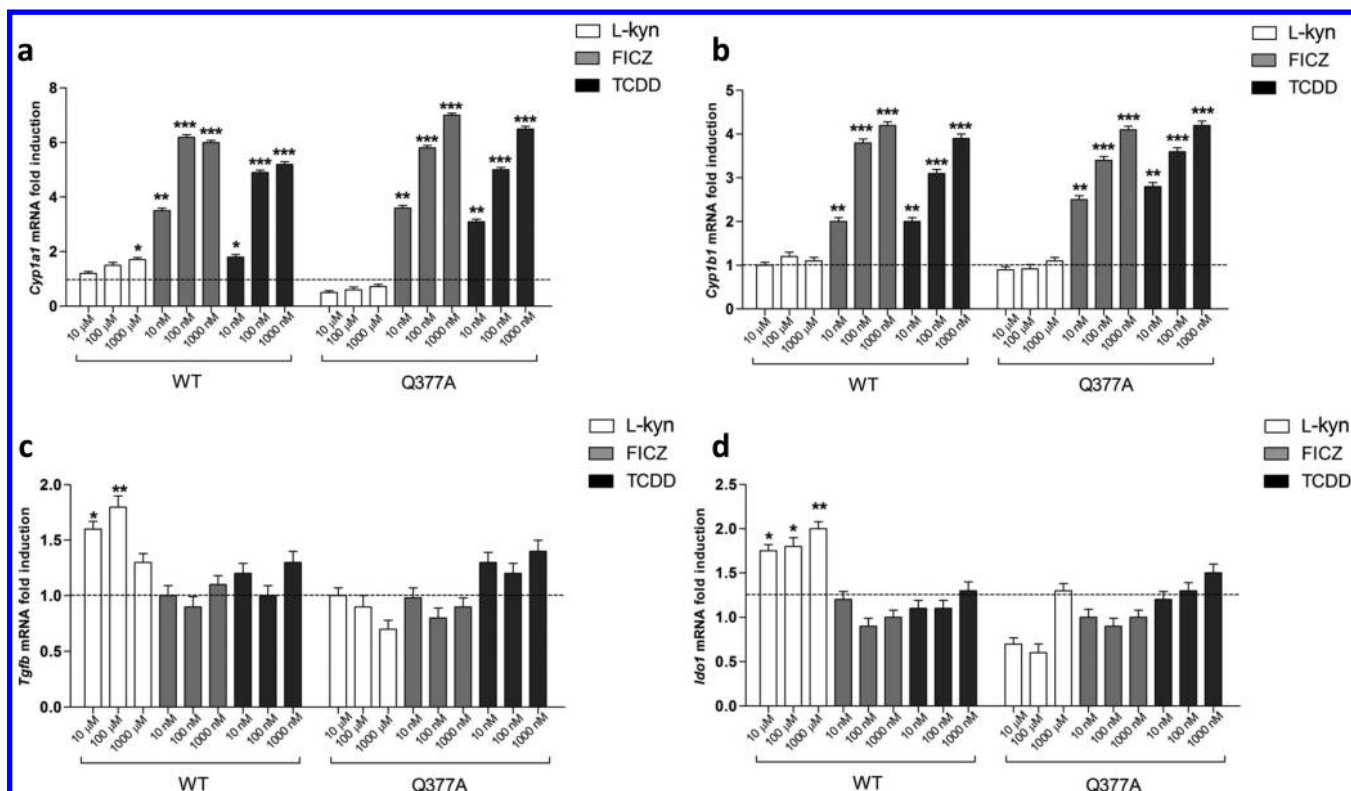 a
L-kyn
FICZ
TCDD
Cyp1a1 mRNA fold induction
8
6
4
2
0
* ** *** *** * *** *** ** *** *** ** *** ***
10 µM 100 µM 1000 µM 10 nM 100 nM 1000 nM 10 nM 100 nM 1000 nM 10 µM 100 µM 1000 µM 10 nM 100 nM 1000 nM 10 nM 100 nM 1000 nM
WT Q377A
b
L-kyn
FICZ
TCDD
Cyp1b1 mRNA fold induction
5
4
3
2
1
0
** *** *** ** *** *** ** *** *** ** *** ***
10 µM 100 µM 1000 µM 10 nM 100 nM 1000 nM 10 nM 100 nM 1000 nM 10 µM 100 µM 1000 µM 10 nM 100 nM 1000 nM 10 nM 100 nM 1000 nM
WT Q377A
c
L-kyn
FICZ
TCDD
Tgfb mRNA fold induction
2.0
1.5
1.0
0.5
0.0
* **
10 µM 100 µM 1000 µM 10 nM 100 nM 1000 nM 10 nM 100 nM 1000 nM 10 µM 100 µM 1000 µM 10 nM 100 nM 1000 nM 10 nM 100 nM 1000 nM
WT Q377A
d
L-kyn
FICZ
TCDD
Ido1 mRNA fold induction
2.5
2.0
1.5
1.0
0.5
0.0
* * **
10 µM 100 µM 1000 µM 10 nM 100 nM 1000 nM 10 nM 100 nM 1000 nM 10 µM 100 µM 1000 µM 10 nM 100 nM 1000 nM 10 nM 100 nM 1000 nM
WT Q377A